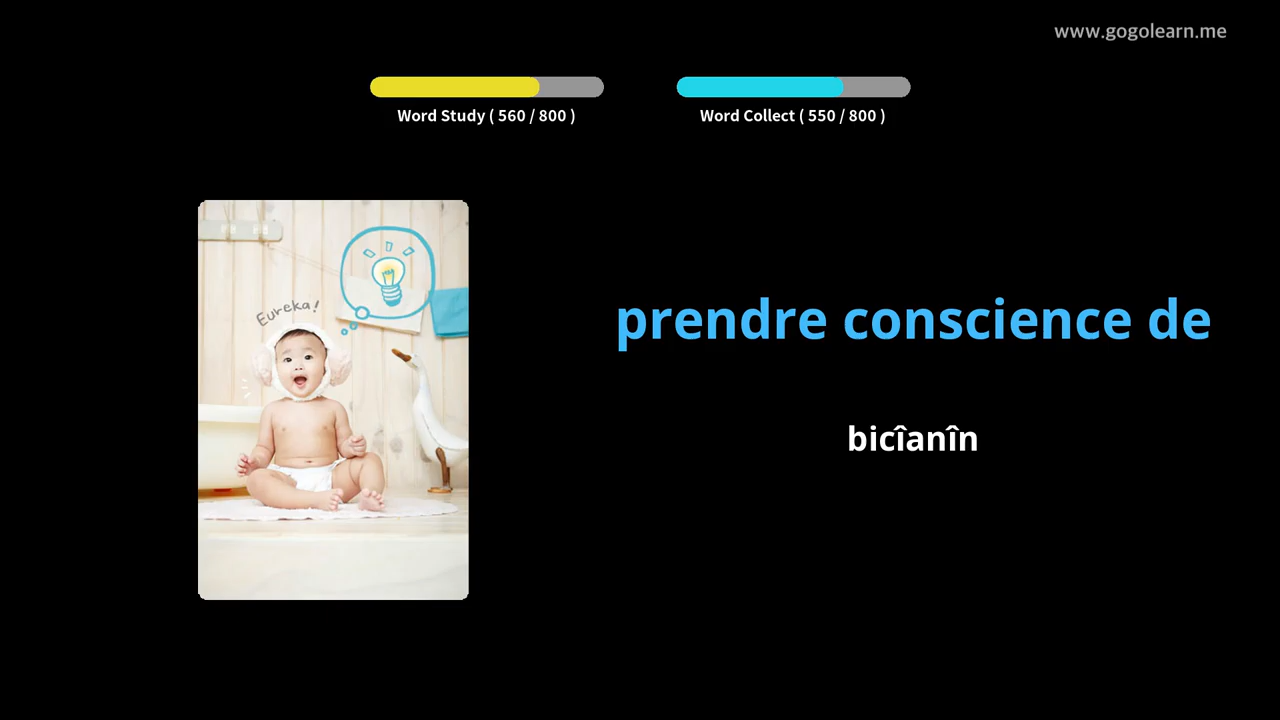 www.gogolearn.me
Word Study ( 560 / 800 )
Word Collect ( 550 / 800 )
Eureka!
prendre conscience de
bicîanîn